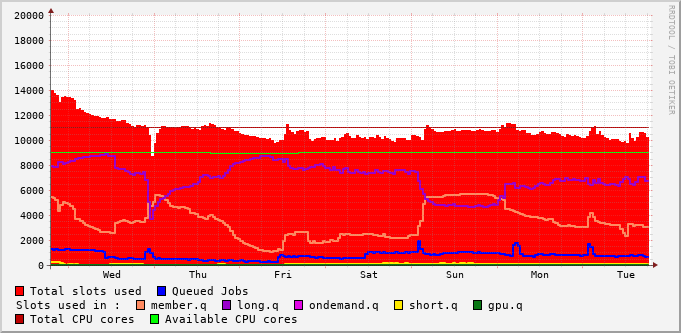 RRDTOOL / TOBI OETIKER
20000
18000
16000
14000
12000
10000
8000
6000
4000
2000
0
Wed Thu Fri Sat Sun Mon Tue
Total slots used Queued Jobs
Slots used in : member.q long.q ondemand.q short.q gpu.q
Total CPU cores Available CPU cores